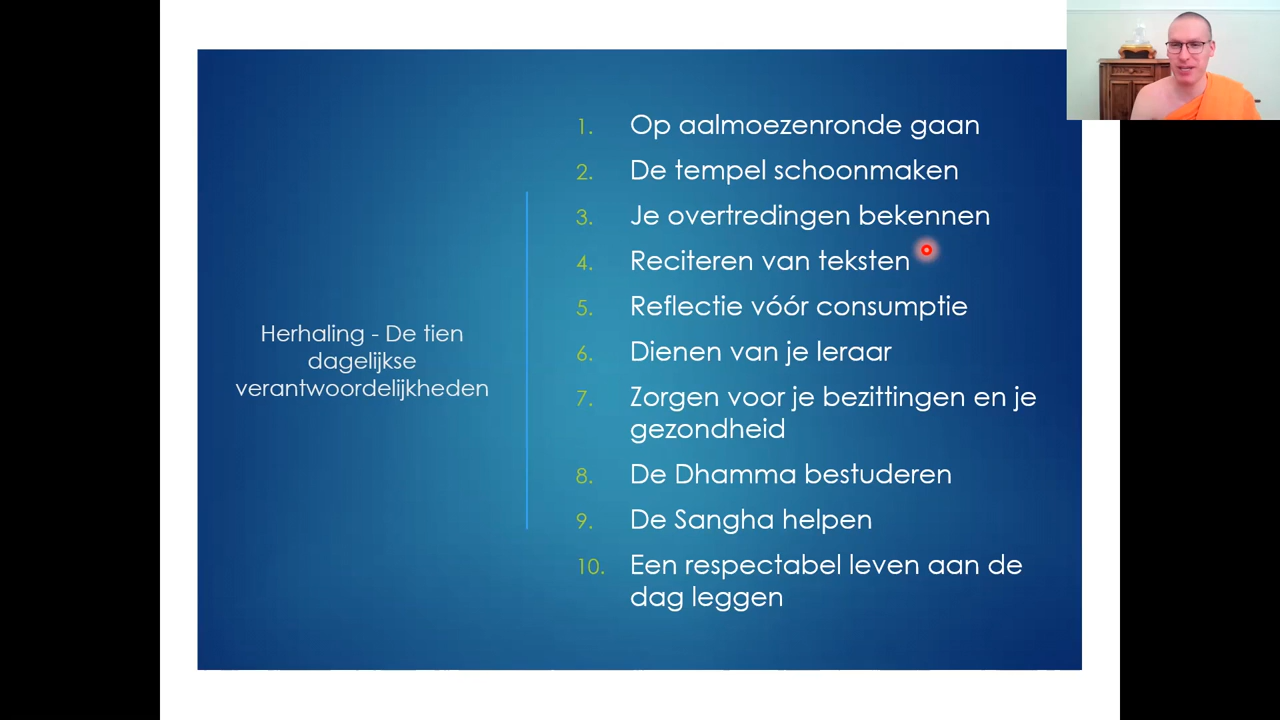 Herhaling - De tien
dagelijkse
verantwoordelijkheden
1. Op aalmoezenronde gaan
2. De tempel schoonmaken
3. Je overtredingen bekennen
4. Reciteren van teksten
5. Reflectie vóór consumptie
6. Dienen van je leraar
7. Zorgen voor je bezittingen en je
gezondheid
8. De Dhamma bestuderen
9. De Sangha helpen
10. Een respectabel leven aan de
dag leggen